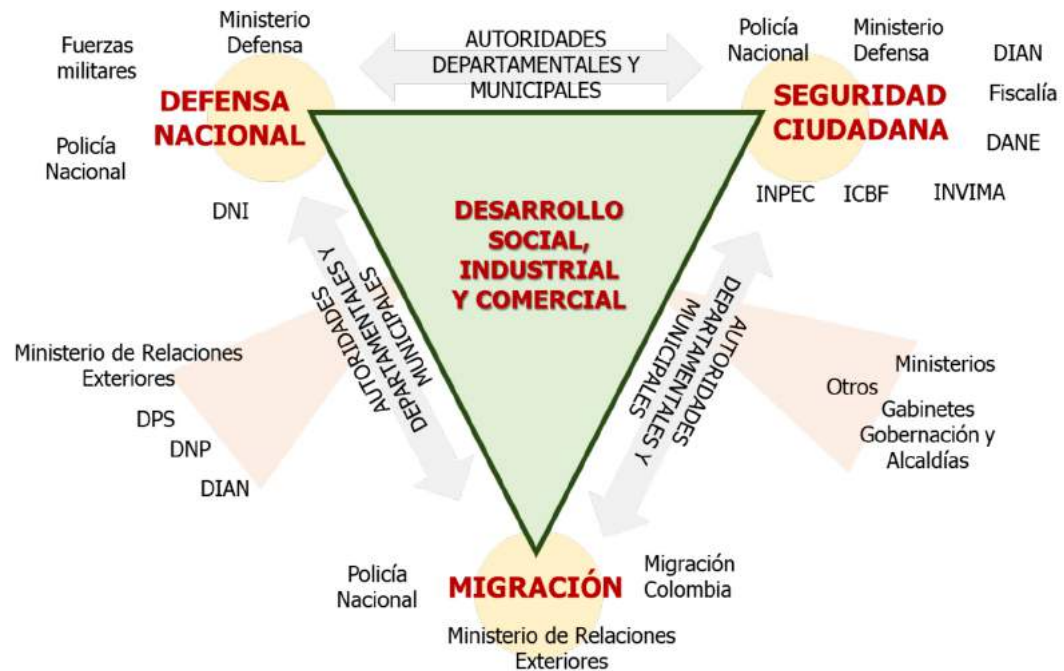 Ministerio
Defensa
Fuerzas
militares
DEFENSA
NACIONAL
Policía
Nacional
DNI
AUTORIDADES
DEPARTAMENTALES Y
MUNICIPALES
Policía
Nacional
Ministerio
Defensa
DIAN
Fiscalía
SEGURIDAD
CIUDADANA
DANE
INPEC
ICBF
INVIMA
DESARROLLO
SOCIAL,
INDUSTRIAL
Y COMERCIAL
AUTORIDADES
DEPARTAMENTALES Y
MUNICIPALES
AUTORIDADES
DEPARTAMENTALES Y
MUNICIPALES
Ministerio de Relaciones
Exteriores
DPS
DNP
DIAN
Ministerios
Otros
Gabinetes
Gobernación y
Alcaldías
Policía
Nacional
MIGRACIÓN
Migración
Colombia
Ministerio de Relaciones
Exteriores